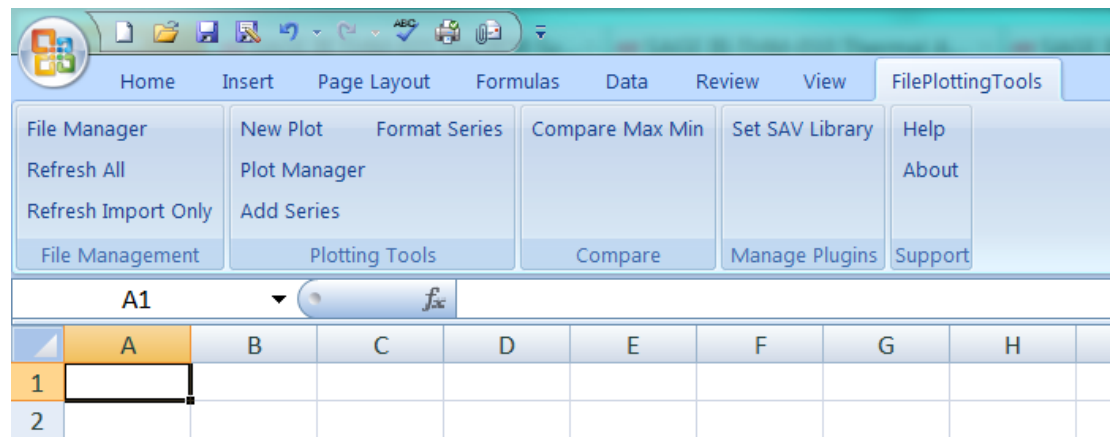 ABC
Home Insert Page Layout Formulas Data Review View FilePlottingTools
File Manager New Plot Format Series Compare Max Min Set SAV Library Help
Refresh All Plot Manager About
Refresh Import Only Add Series
File Management Plotting Tools Compare Manage Plugins Support
A1 fx
A B C D E F G H
1
2